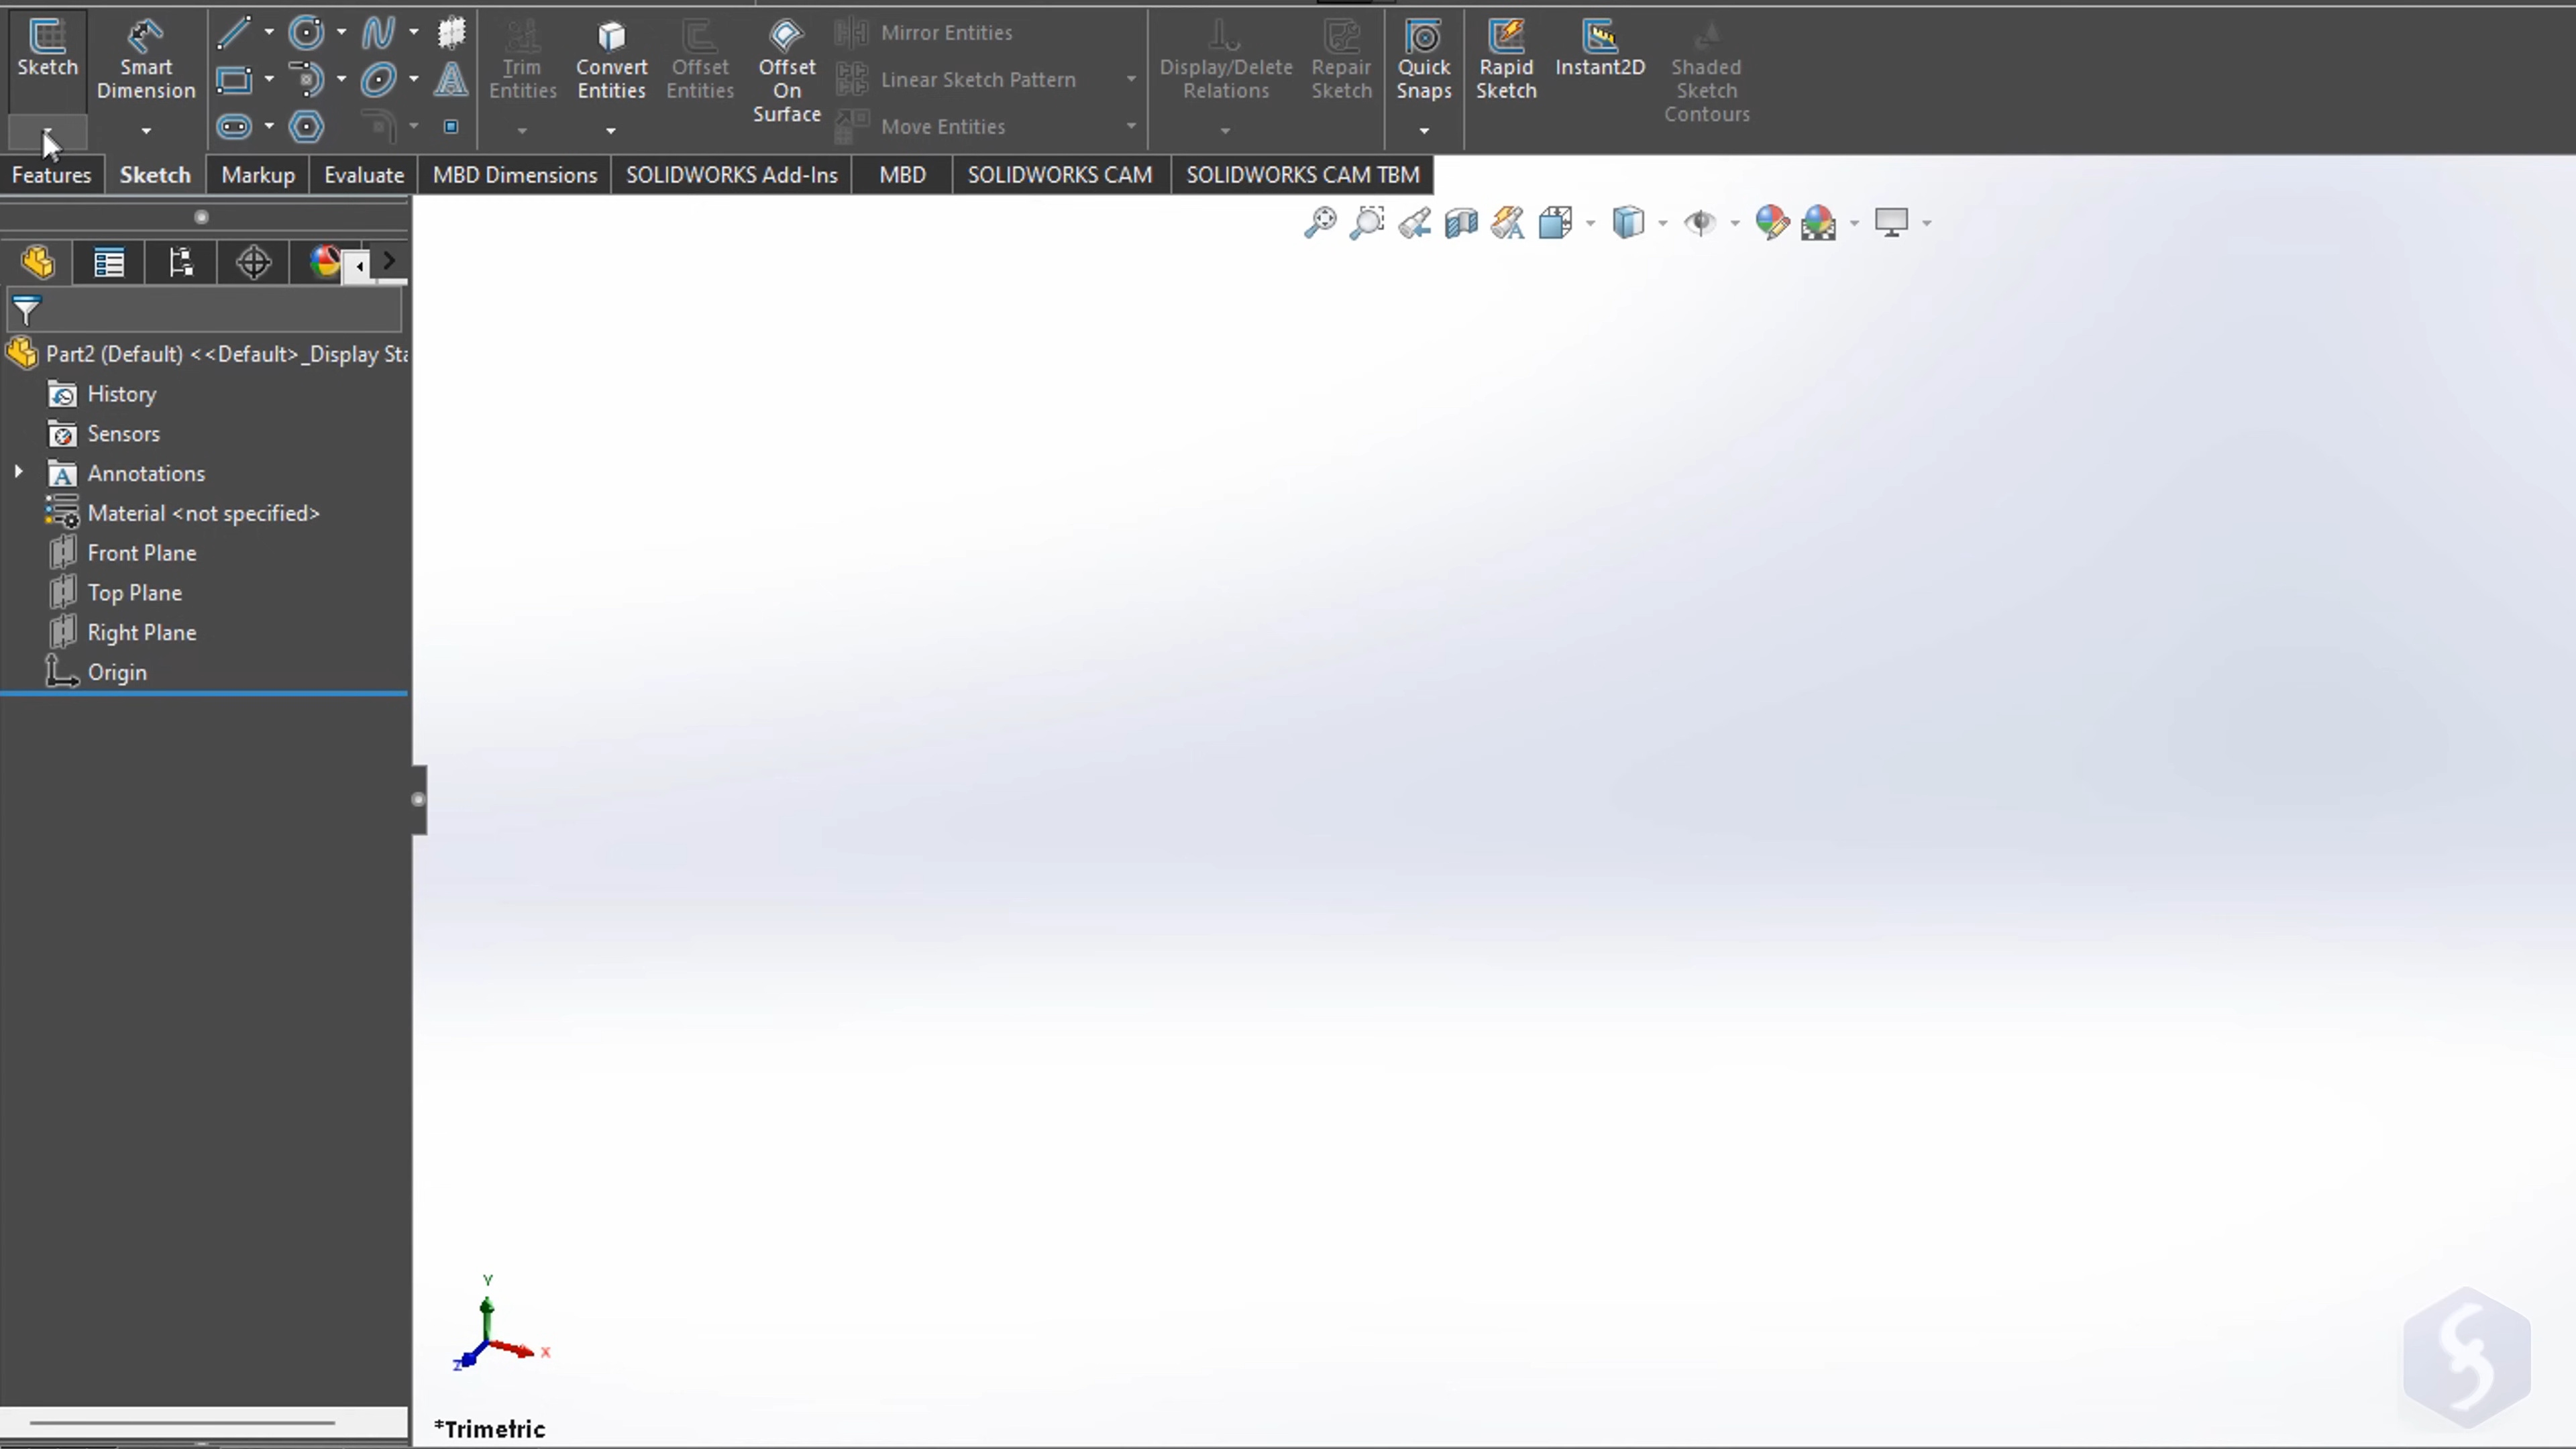 Sketch
Smart
Dimension
Trim
Entities
Convert
Entities
Offset
Entities
Offset
On
Surface
Mirror Entities
Linear Sketch Pattern
Move Entities
Display/Delete
Relations
Repair
Sketch
Quick
Snaps
Rapid
Sketch
Instant2D
Shaded
Sketch
Contours
Features
Sketch
Markup
Evaluate
MBD Dimensions
SOLIDWORKS Add-Ins
MBD
SOLIDWORKS CAM
SOLIDWORKS CAM TBM
Part2 (Default) <<Default>_Display Sta
History
Sensors
Annotations
Material <not specified>
Front Plane
Top Plane
Right Plane
Origin
Y
X
Z
*Trimetric